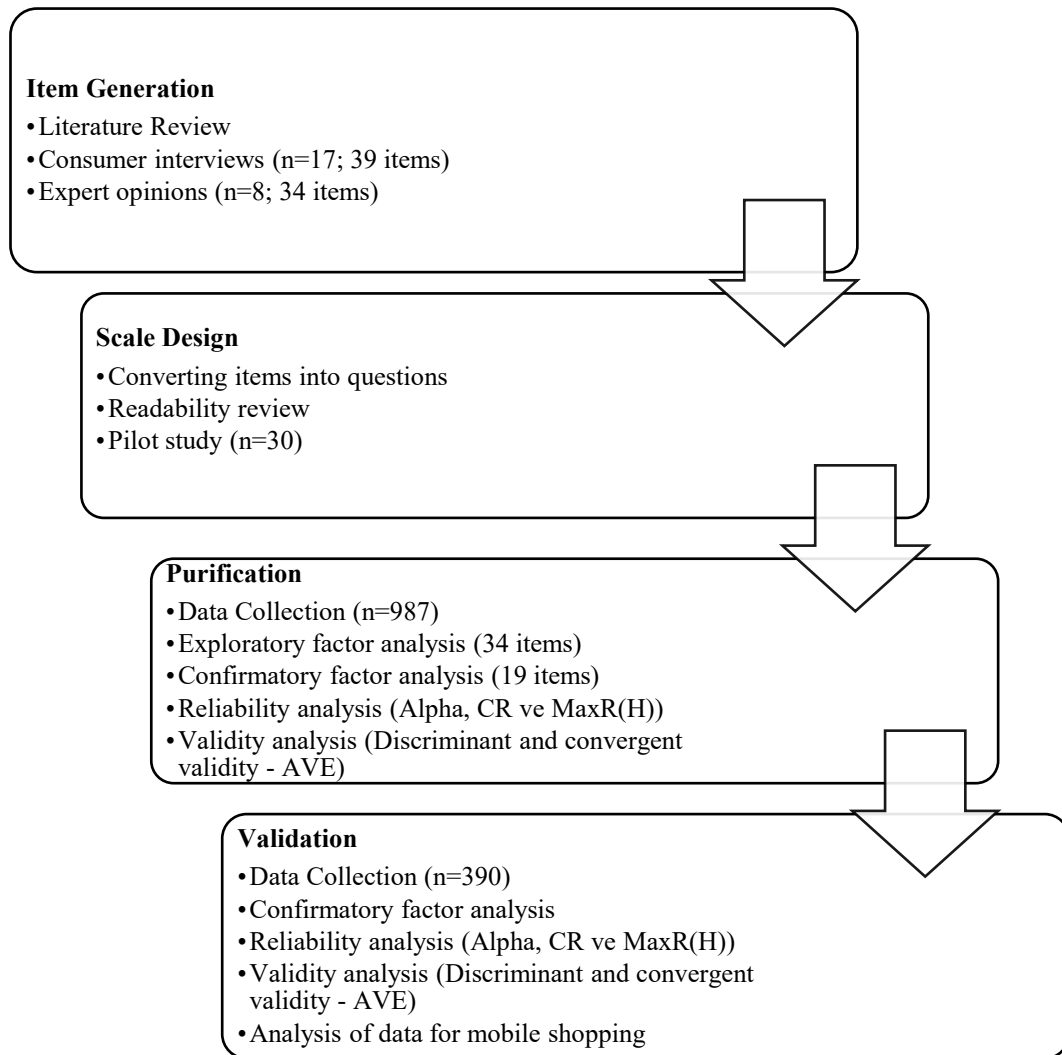 Item Generation
•Literature Review
•Consumer interviews (n=17; 39 items)
•Expert opinions (n=8; 34 items)
Scale Design
•Converting items into questions
•Readability review
•Pilot study (n=30)
Purification
•Data Collection (n=987)
•Exploratory factor analysis (34 items)
•Confirmatory factor analysis (19 items)
•Reliability analysis (Alpha, CR ve MaxR(H))
•Validity analysis (Discriminant and convergent
validity - AVE)
Validation
•Data Collection (n=390)
•Confirmatory factor analysis
•Reliability analysis (Alpha, CR ve MaxR(H))
•Validity analysis (Discriminant and convergent
validity - AVE)
•Analysis of data for mobile shopping